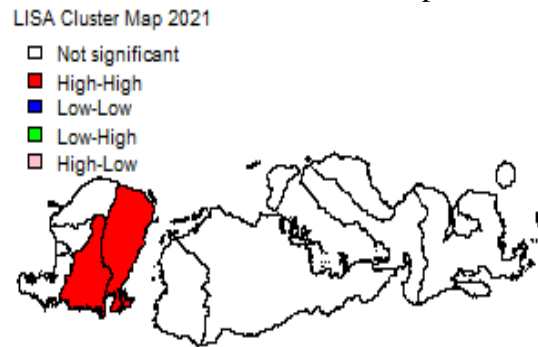 LISA Cluster Map 2021
Not significant
High-High
Low-Low
Low-High
High-Low